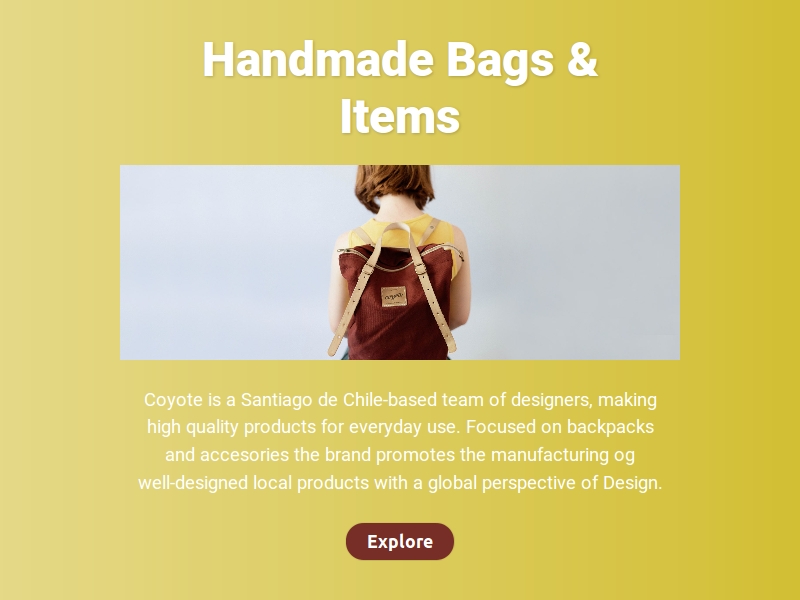 Handmade Bags &
Items
Coyote is a Santiago de Chile-based team of designers, making
high quality products for everyday use. Focused on backpacks
and accesories the brand promotes the manufacturing og
well-designed local products with a global perspective of Design.
Explore